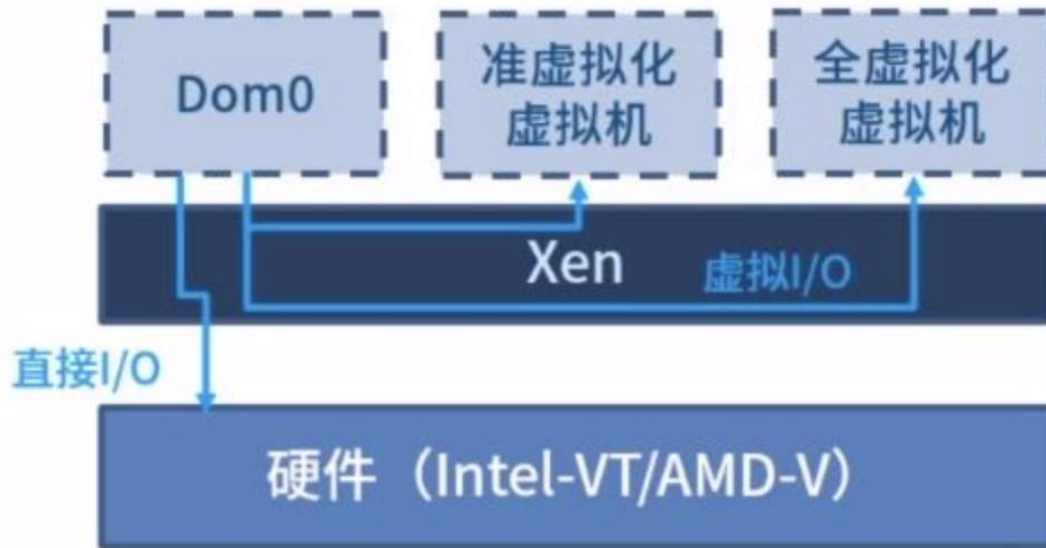 Dom0
准虚拟化
虚拟机
全虚拟化
虚拟机
Xen
虚拟I/O
直接I/O
硬件（Intel-VT/AMD-V）